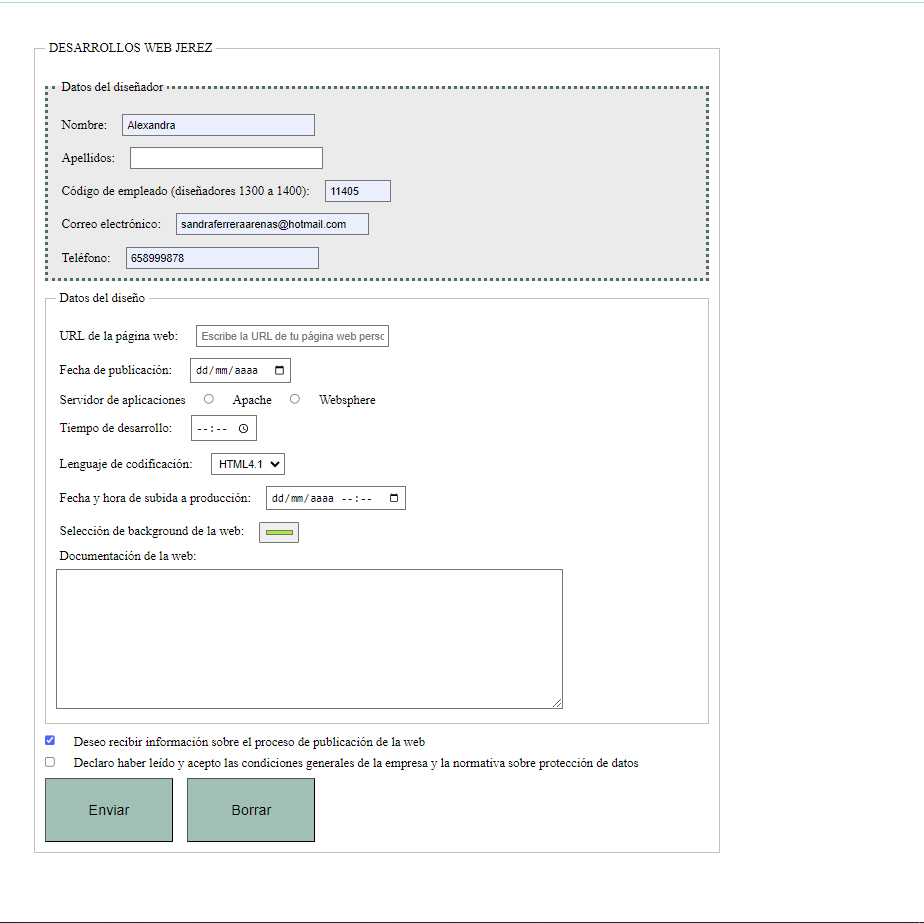 DESARROLLOS WEB JEREZ
Datos del diseñador
Nombre: Alexandra
Apellidos:
Código de empleado (diseñadores 1300 a 1400): 11405
Correo electrónico: sandraferreraarenas@hotmail.com
Teléfono: 658999878
Datos del diseño
URL de la página web: Escribe la URL de tu página web persc
Fecha de publicación: dd/mm/aaaa
Servidor de aplicaciones Apache Websphere
Tiempo de desarrollo: --:--
Lenguaje de codificación: HTML4.1
Fecha y hora de subida a producción: dd/mm/aaaa --:--
Selección de background de la web:
Documentación de la web:
Deseo recibir información sobre el proceso de publicación de la web
Declaro haber leído y acepto las condiciones generales de la empresa y la normativa sobre protección de datos
Enviar Borrar